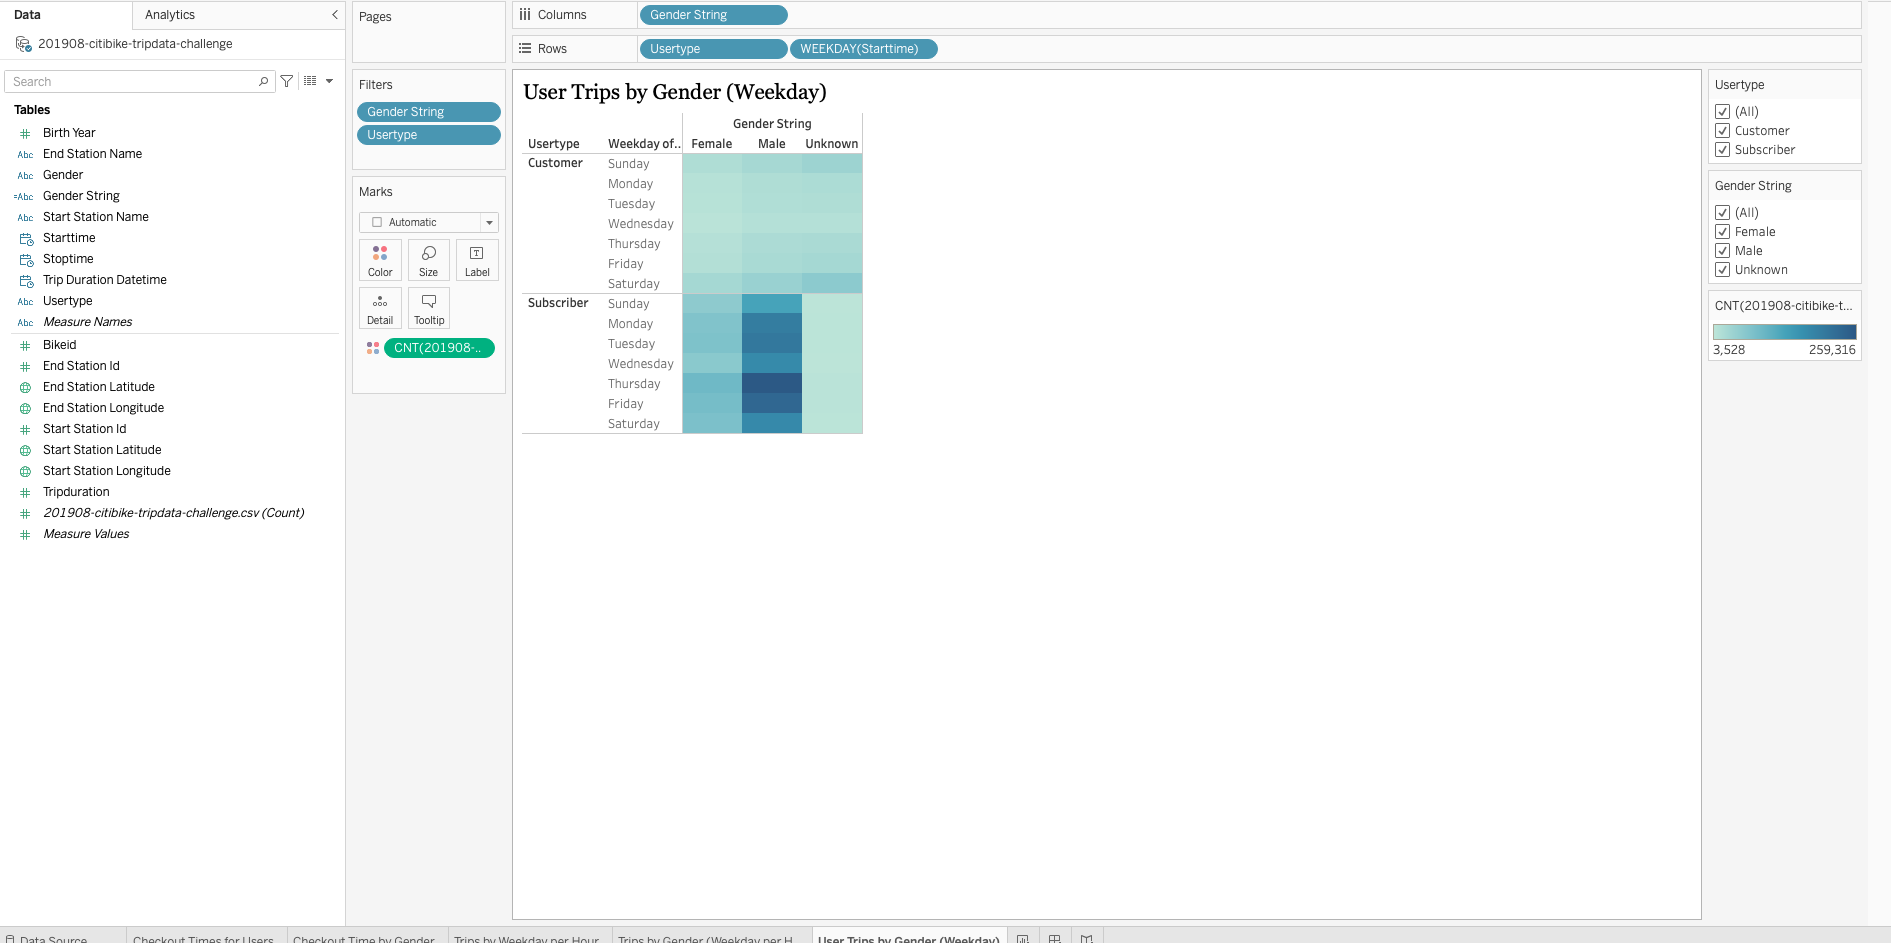 Data
Analytics
201908-citibike-tripdata-challenge
Search
Tables
Birth Year
Abc End Station Name
Abc Gender
=Abc Gender String
Abc Start Station Name
Starttime
Stoptime
Trip Duration Datetime
Abc Usertype
Abc Measure Names
Bikeid
End Station Id
End Station Latitude
End Station Longitude
Start Station Id
Start Station Latitude
Start Station Longitude
Tripduration
201908-citibike-tripdata-challenge.csv (Count)
Measure Values
Pages
Filters
Gender String
Usertype
Marks
Automatic
Color Size Label
Detail Tooltip
CNT(201908-..
Columns Gender String
Rows Usertype WEEKDAY(Starttime)
User Trips by Gender (Weekday)
Gender String
Usertype Weekday of.. Female Male Unknown
Customer Sunday
Monday
Tuesday
Wednesday
Thursday
Friday
Saturday
Subscriber Sunday
Monday
Tuesday
Wednesday
Thursday
Friday
Saturday
Usertype
(All)
Customer
Subscriber
Gender String
(All)
Female
Male
Unknown
CNT(201908-citibike-t...
3,528 259,316
Data Source Checkout Times for Users Checkout Time by Gender Trips by Weekday per Hour Trips by Gender (Weekday per H User Trips by Gender (Weekday)